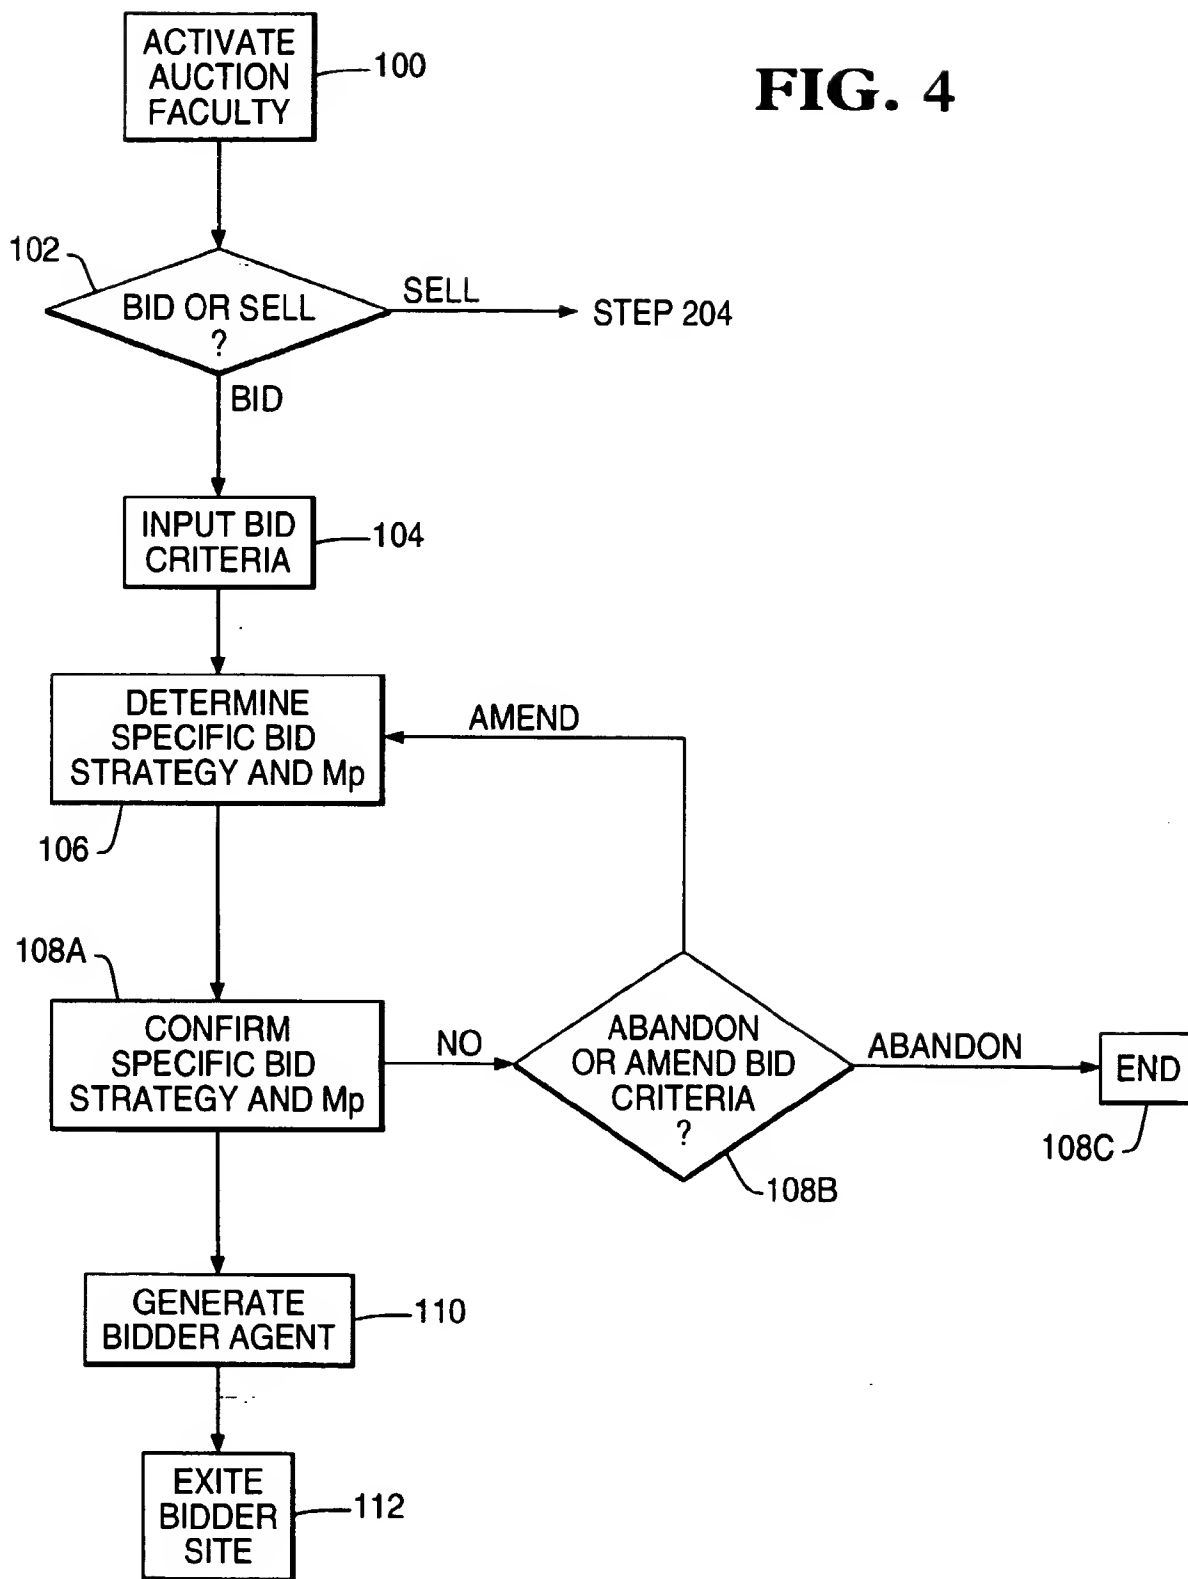 FIG. 4
ACTIVATE
AUCTION
FACULTY
100
102
BID OR SELL
?
SELL
STEP 204
BID
INPUT BID
CRITERIA
104
DETERMINE
SPECIFIC BID
STRATEGY AND Mp
106
AMEND
108A
CONFIRM
SPECIFIC BID
STRATEGY AND Mp
NO
ABANDON
OR AMEND BID
CRITERIA
?
108B
ABANDON
END
108C
GENERATE
BIDDER AGENT
110
EXITE
BIDDER
SITE
112